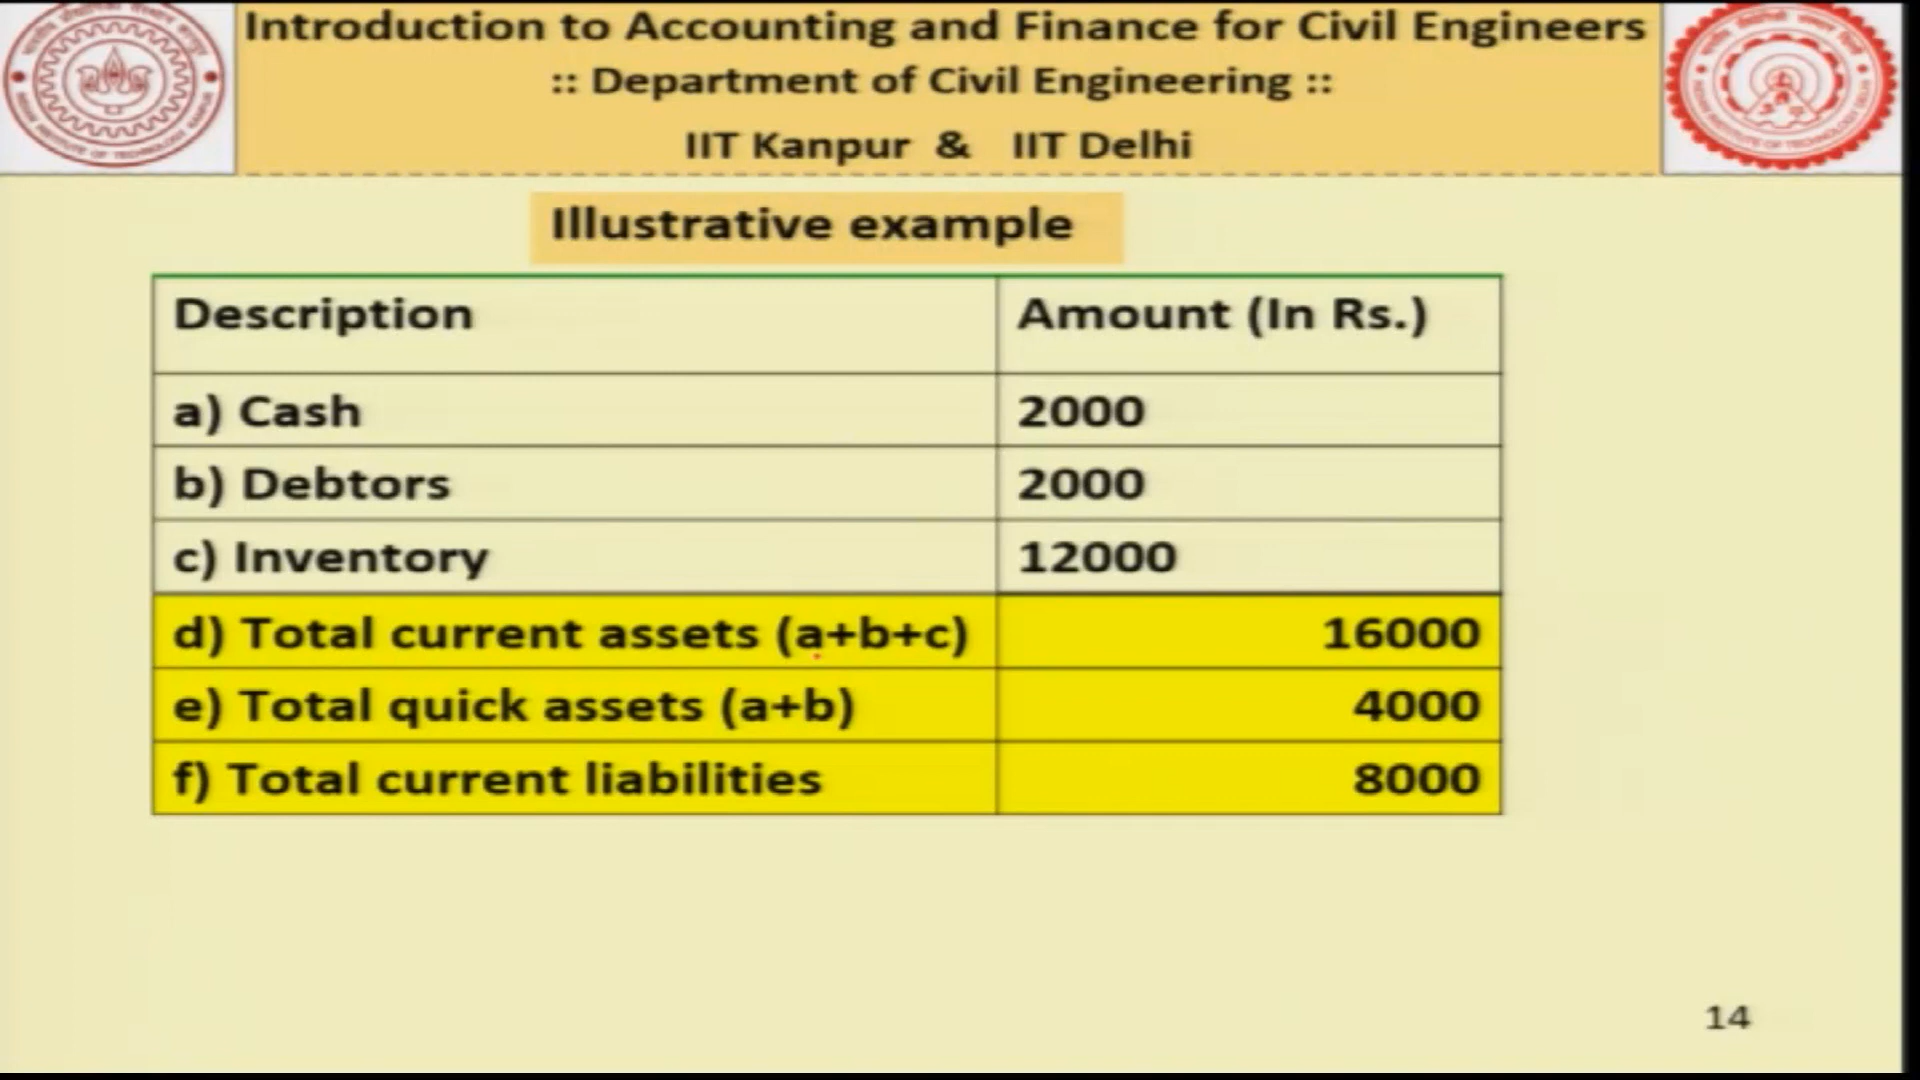 Introduction to Accounting and Finance for Civil Engineers
:: Department of Civil Engineering ::
IIT Kanpur & IIT Delhi
Illustrative example
Description Amount (In Rs.)
a) Cash 2000
b) Debtors 2000
c) Inventory 12000
d) Total current assets (a+b+c) 16000
e) Total quick assets (a+b) 4000
f) Total current liabilities 8000
14